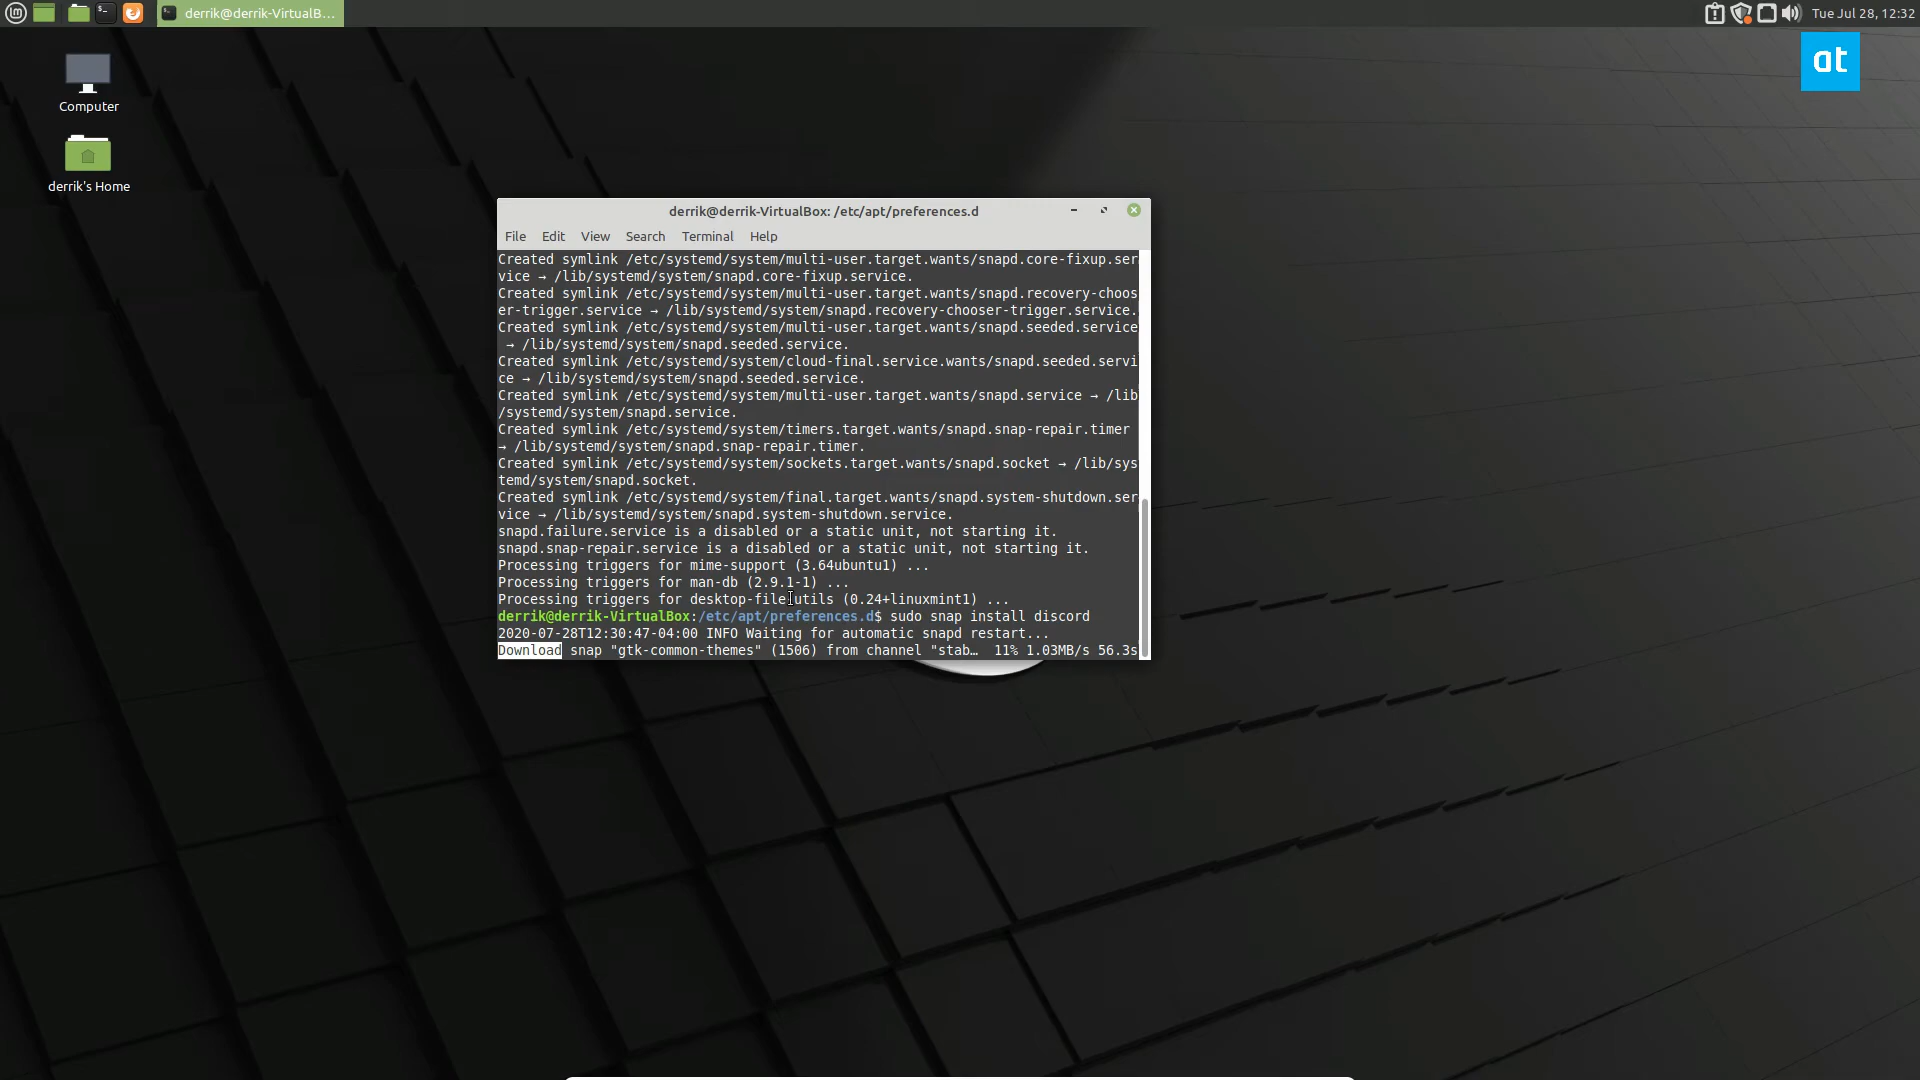 derrik@derrik-VirtualB...
Tue Jul 28, 12:32
at
Computer
derrik's Home
derrik@derrik-VirtualBox: /etc/apt/preferences.d
File Edit View Search Terminal Help
Created symlink /etc/systemd/system/multi-user.target.wants/snapd.core-fixup.ser
vice → /lib/systemd/system/snapd.core-fixup.service.
Created symlink /etc/systemd/system/multi-user.target.wants/snapd.recovery-choos
er-trigger.service → /lib/systemd/system/snapd.recovery-chooser-trigger.service.
Created symlink /etc/systemd/system/multi-user.target.wants/snapd.seeded.service
 → /lib/systemd/system/snapd.seeded.service.
Created symlink /etc/systemd/system/cloud-final.service.wants/snapd.seeded.servi
ce → /lib/systemd/system/snapd.seeded.service.
Created symlink /etc/systemd/system/multi-user.target.wants/snapd.service → /lib
/systemd/system/snapd.service.
Created symlink /etc/systemd/system/timers.target.wants/snapd.snap-repair.timer
→ /lib/systemd/system/snapd.snap-repair.timer.
Created symlink /etc/systemd/system/sockets.target.wants/snapd.socket → /lib/sys
temd/system/snapd.socket.
Created symlink /etc/systemd/system/final.target.wants/snapd.system-shutdown.ser
vice → /lib/systemd/system/snapd.system-shutdown.service.
snapd.failure.service is a disabled or a static unit, not starting it.
snapd.snap-repair.service is a disabled or a static unit, not starting it.
Processing triggers for mime-support (3.64ubuntu1) ...
Processing triggers for man-db (2.9.1-1) ...
Processing triggers for desktop-file-utils (0.24+linuxmint1) ...
derrik@derrik-VirtualBox:/etc/apt/preferences.d$ sudo snap install discord
2020-07-28T12:30:47-04:00 INFO Waiting for automatic snapd restart...
Download snap "gtk-common-themes" (1506) from channel "stab… 11% 1.03MB/s 56.3s